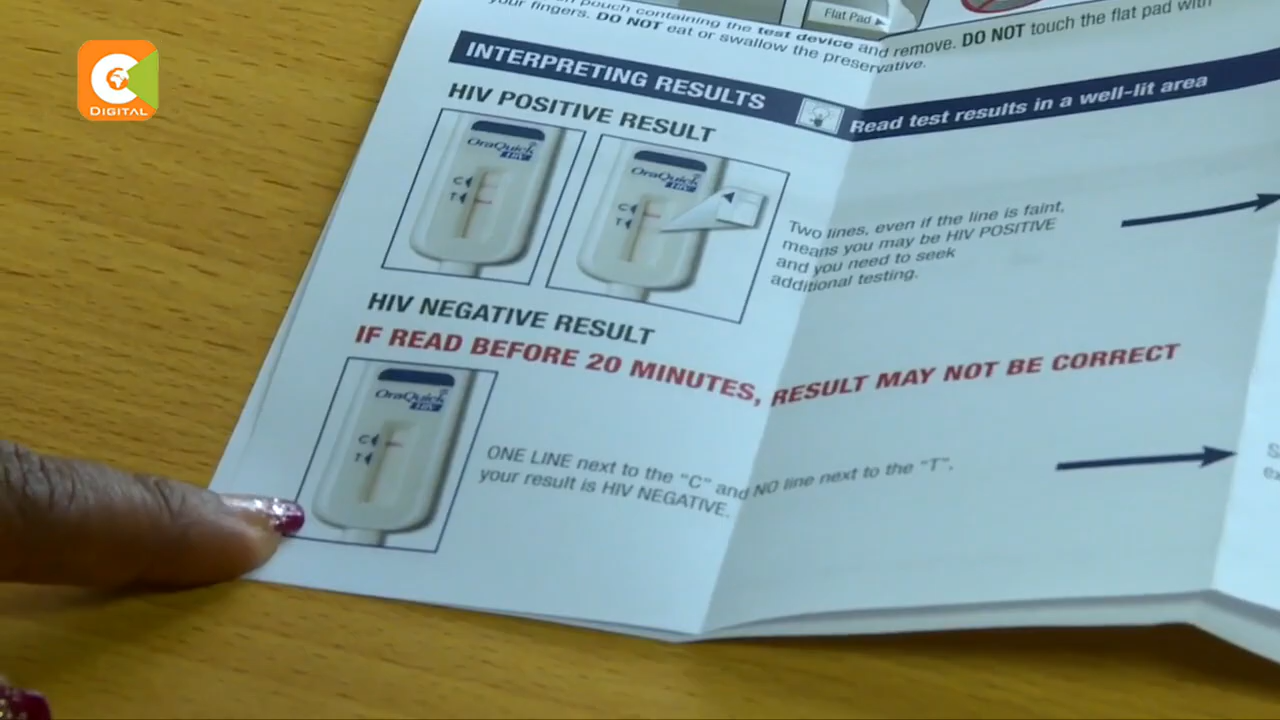 DIGITAL
pouch containing the test device and remove. DO NOT touch the flat pad with
your fingers. DO NOT eat or swallow the preservative.
Flat Pad
INTERPRETING RESULTS
Read test results in a well-lit area
HIV POSITIVE RESULT
OraQuick
HIV
C
T
OraQuick
HIV
C
T
Two lines, even if the line is faint,
means you may be HIV POSITIVE
and you need to seek
additional testing.
HIV NEGATIVE RESULT
IF READ BEFORE 20 MINUTES, RESULT MAY NOT BE CORRECT
OraQuick
HIV
C
T
ONE LINE next to the "C" and NO line next to the "T".
your result is HIV NEGATIVE.